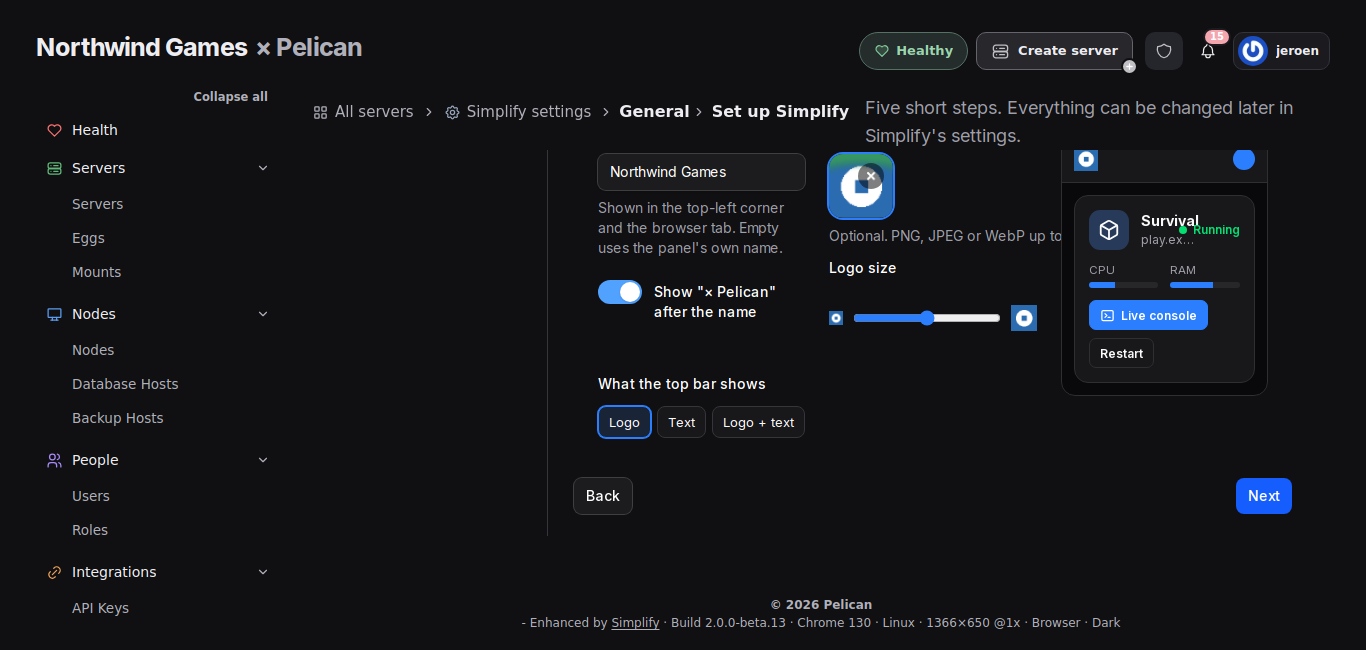 Northwind Games × Pelican
Healthy
Create server
15
jeroen
Collapse all
Health
Servers
Servers
Eggs
Mounts
Nodes
Nodes
Database Hosts
Backup Hosts
People
Users
Roles
Integrations
API Keys
All servers
Simplify settings
General
Set up Simplify
Five short steps. Everything can be changed later in
Simplify's settings.
Northwind Games
Shown in the top-left corner
and the browser tab. Empty
uses the panel's own name.
Show "× Pelican"
after the name
Optional. PNG, JPEG or WebP up to
Logo size
What the top bar shows
Logo
Text
Logo + text
Survival
Running
play.ex...
CPU
RAM
Live console
Restart
Back
Next
© 2026 Pelican
- Enhanced by Simplify · Build 2.0.0-beta.13 · Chrome 130 · Linux · 1366×650 @1x · Browser · Dark